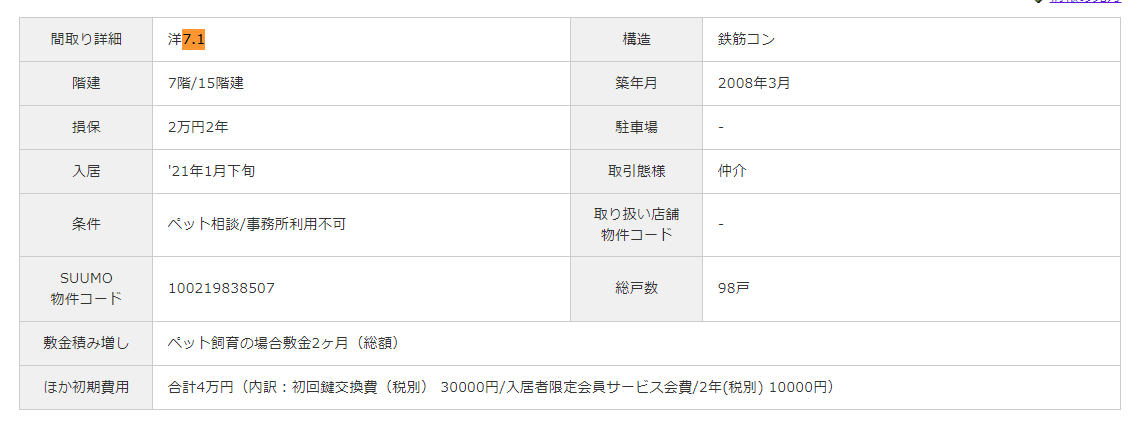 間取り詳細 洋7.1 構造 鉄筋コン
階建 7階/15階建 築年月 2008年3月
損保 2万円2年 駐車場 -
入居 '21年1月下旬 取引態様 仲介
条件 ペット相談/事務所利用不可 取り扱い店舗
物件コード -
SUUMO
物件コード 100219838507 総戸数 98戸
敷金積み増し ペット飼育の場合敷金2ヶ月（総額）
ほか初期費用 合計4万円（内訳：初回鍵交換費（税別） 30000円/入居者限定会員サービス会費/2年(税別) 10000円）